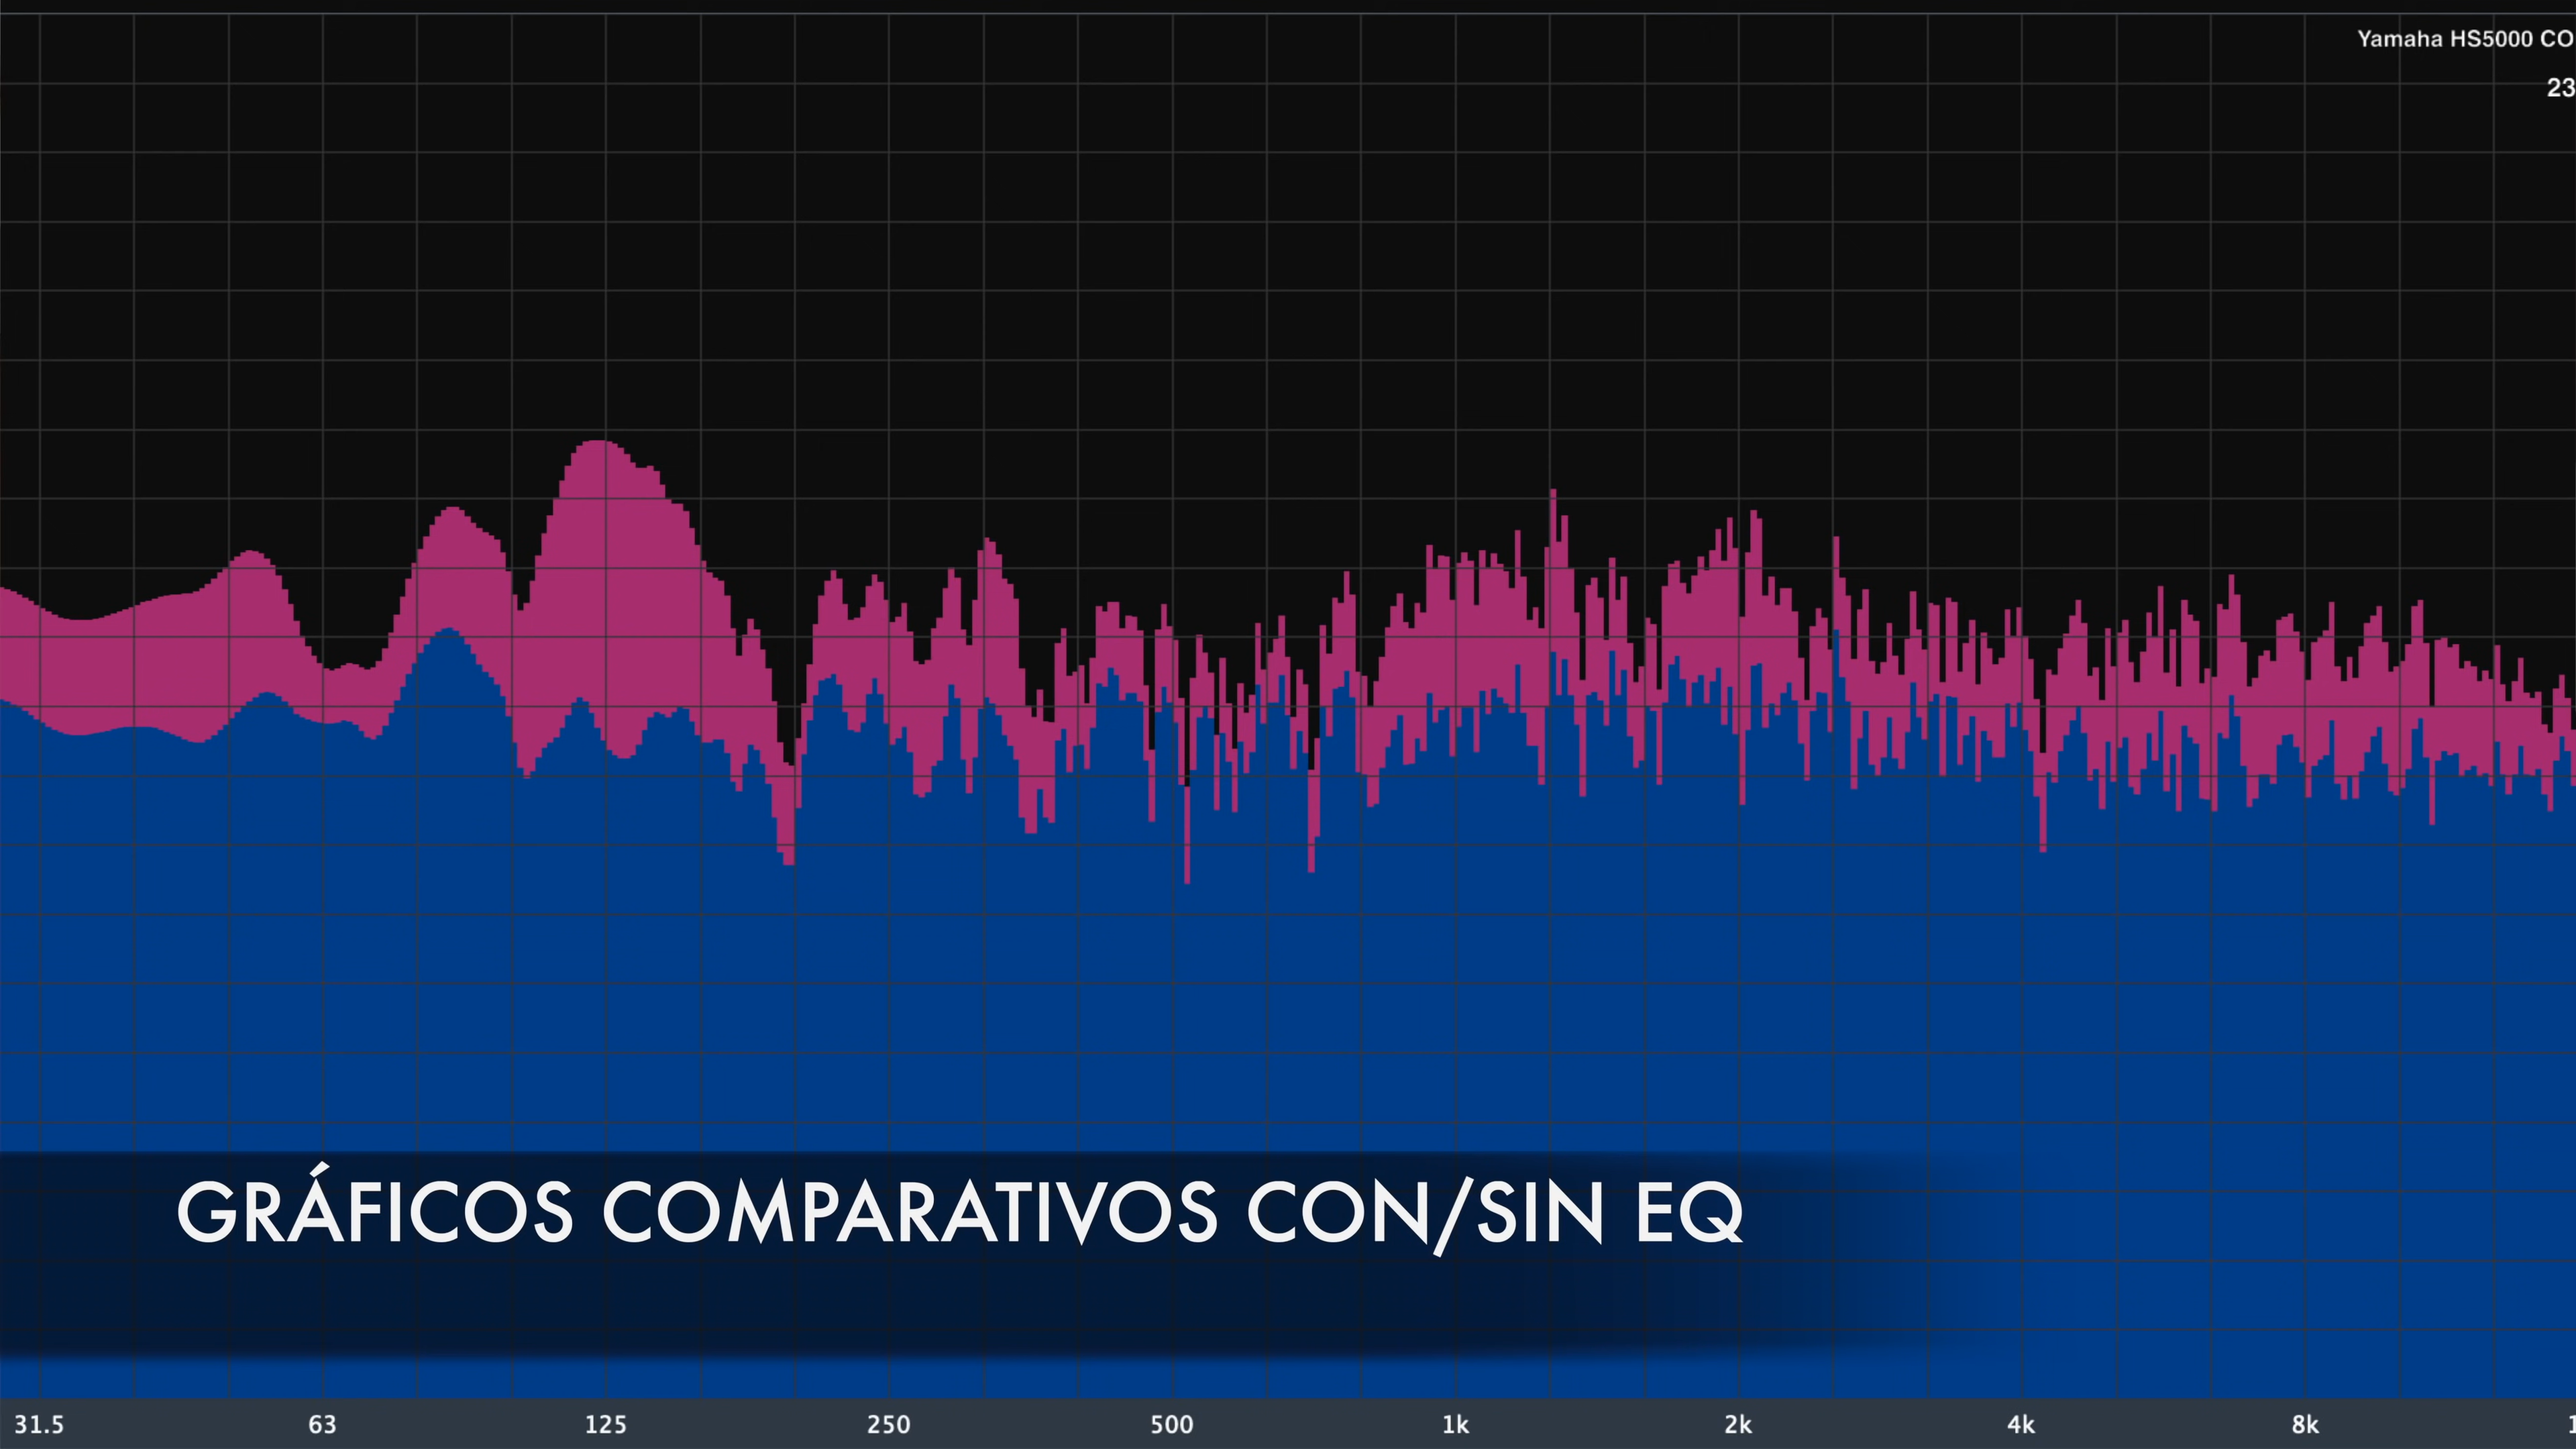 Yamaha HS5000 CO
23
GRÁFICOS COMPARATIVOS CON/SIN EQ
31.5 63 125 250 500 1k 2k 4k 8k 1